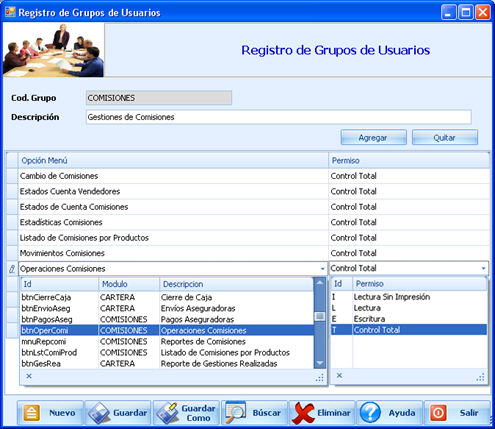 Registro de Grupos de Usuarios
Registro de Grupos de Usuarios
Cod. Grupo COMISIONES
Descripción Gestiones de Comisiones
Agregar Quitar
Opción Menú Permiso
Cambio de Comisiones Control Total
Estados Cuenta Vendedores Control Total
Estados de Cuenta Comisiones Control Total
Estadísticas Comisiones Control Total
Listado de Comisiones por Productos Control Total
Movimientos Comisiones Control Total
Operaciones Comisiones Control Total
Id Modulo Descripcion Id Permiso
btnCierreCaja CARTERA Cierre de Caja I Lectura Sin Impresión
btnEnvioAseg CARTERA Envíos Aseguradoras L Lectura
btnPagosAseg COMISIONES Pagos Aseguradoras E Escritura
btnOperComi COMISIONES Operaciones Comisiones T Control Total
mnuRepcomi COMISIONES Reportes de Comisiones
btnLstComiProd COMISIONES Listado de Comisiones por Productos
btnGesRea CARTERA Reporte de Gestiones Realizadas
Nuevo Guardar Guardar Como Búscar Eliminar Ayuda Salir